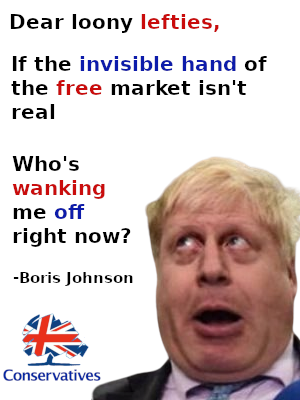 Dear loony lefties,
If the invisible hand of
the free market isn't
real
Who's
wanking
me off
right now?
-Boris Johnson
Conservatives